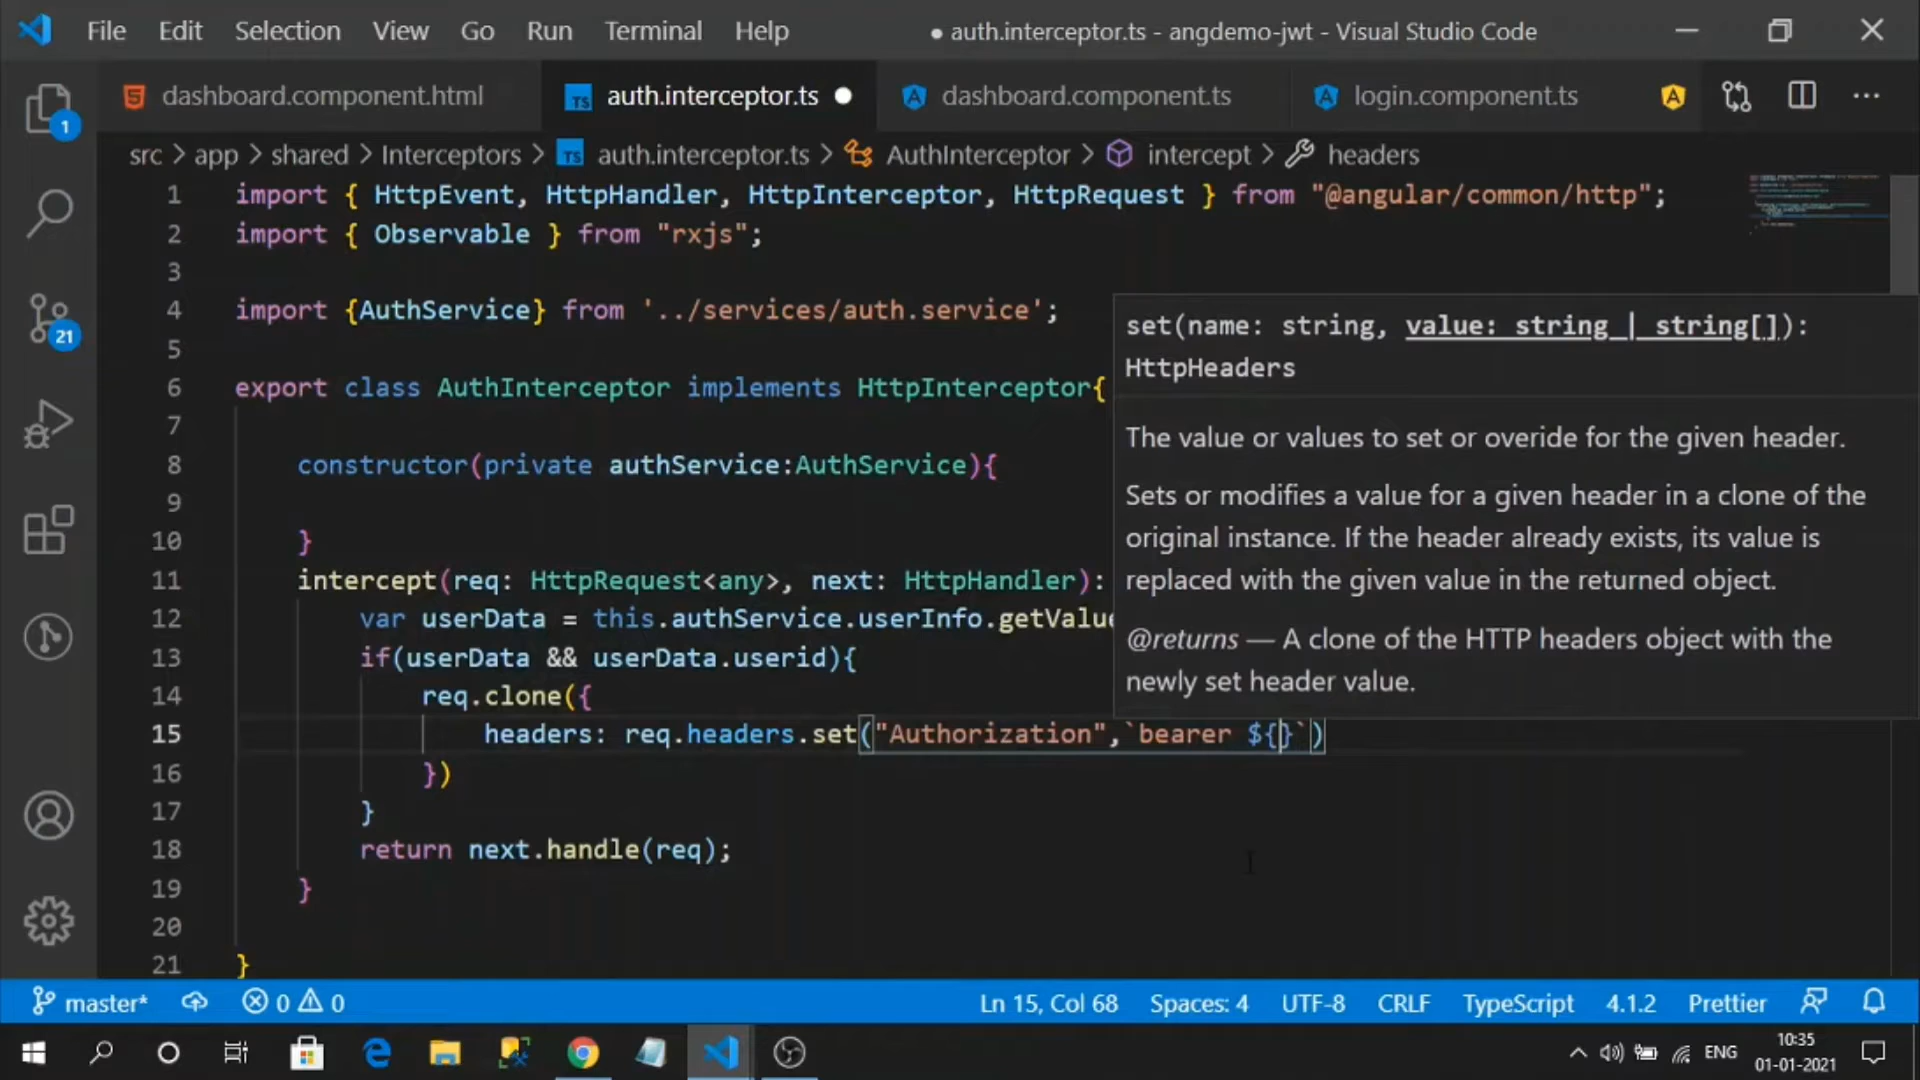 File Edit Selection View Go Run Terminal Help ● auth.interceptor.ts - angdemo-jwt - Visual Studio Code
dashboard.component.html TS auth.interceptor.ts ● dashboard.component.ts login.component.ts ...
1
src > app > shared > Interceptors > TS auth.interceptor.ts > AuthInterceptor > intercept > headers
1 import { HttpEvent, HttpHandler, HttpInterceptor, HttpRequest } from "@angular/common/http";
2 import { Observable } from "rxjs";
3
4 import {AuthService} from '../services/auth.service';
21
5
6 export class AuthInterceptor implements HttpInterceptor{
7
8 constructor(private authService:AuthService){
9
10 }
11 intercept(req: HttpRequest<any>, next: HttpHandler):
12 var userData = this.authService.userInfo.getValue
13 if(userData && userData.userid){
14 req.clone({
15 headers: req.headers.set("Authorization",`bearer ${}`)
16 })
17 }
18 return next.handle(req);
19 }
20
21 }
set(name: string, value: string | string[]):
HttpHeaders
The value or values to set or overide for the given header.
Sets or modifies a value for a given header in a clone of the
original instance. If the header already exists, its value is
replaced with the given value in the returned object.
@returns — A clone of the HTTP headers object with the
newly set header value.
master* 0 0 Ln 15, Col 68 Spaces: 4 UTF-8 CRLF TypeScript 4.1.2 Prettier
ENG 10:35
01-01-2021